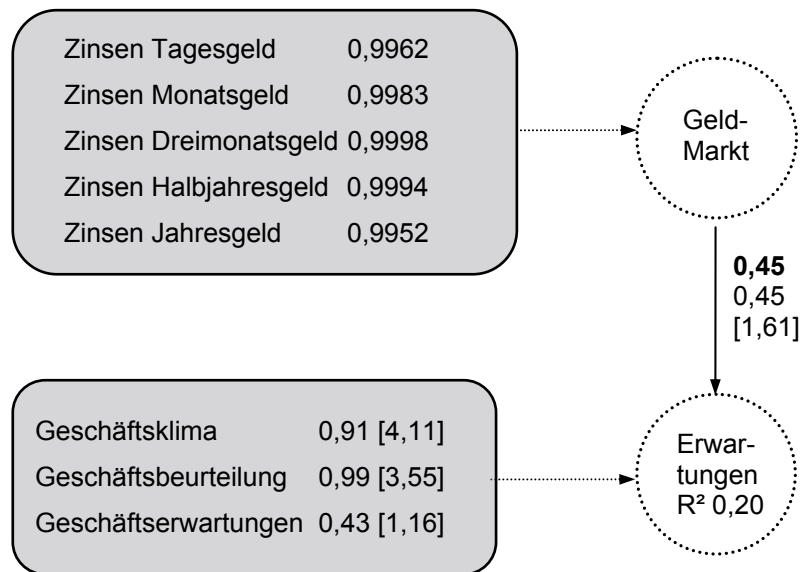 Zinsen Tagesgeld 0,9962
Zinsen Monatsgeld 0,9983
Zinsen Dreimonatsgeld 0,9998
Zinsen Halbjahresgeld 0,9994
Zinsen Jahresgeld 0,9952
Geld-
Markt
0,45
0,45
[1,61]
Geschäftsklima 0,91 [4,11]
Geschäftsbeurteilung 0,99 [3,55]
Geschäftserwartungen 0,43 [1,16]
Erwar-
tungen
R² 0,20